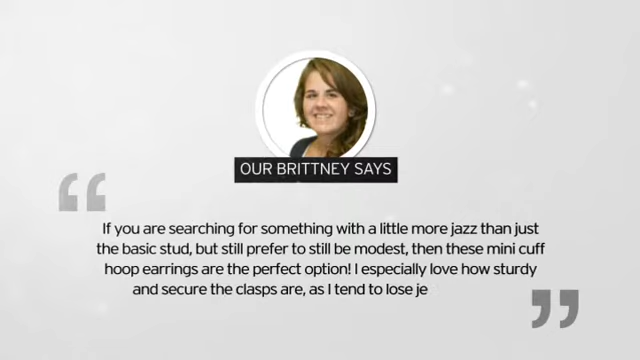 OUR BRITTNEY SAYS
If you are searching for something with a little more jazz than just
the basic stud, but still prefer to still be modest, then these mini cuff
hoop earrings are the perfect option! I especially love how sturdy
and secure the clasps are, as I tend to lose je